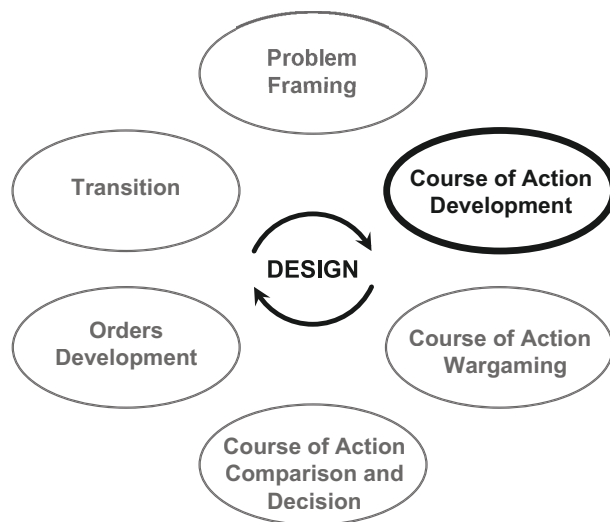 Problem
Framing
Course of Action
Development
Course of Action
Wargaming
Course of Action
Comparison and
Decision
Orders
Development
Transition
DESIGN